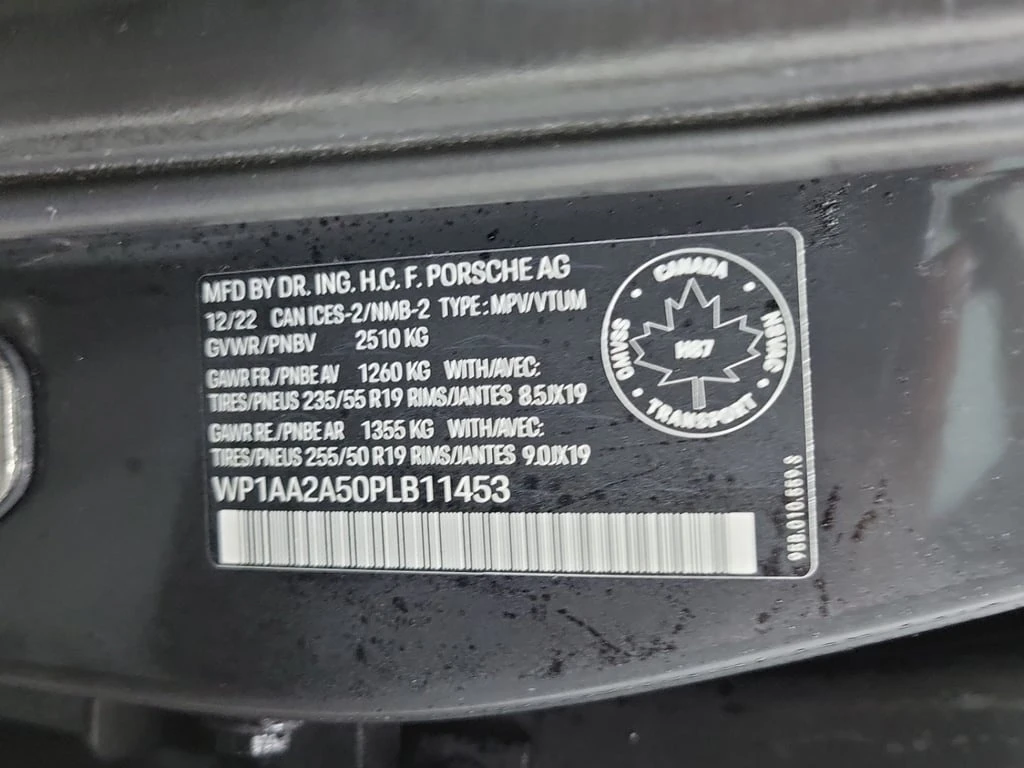 MFD BY DR. ING. H.C. F. PORSCHE AG
12/22 CAN ICES-2/NMB-2 TYPE: MPV/VTUM
GVWR/PNBV 2510 KG
GAWR FR./PNBE AV 1260 KG WITH/AVEC:
TIRES/PNEUS 235/55 R19 RIMS/JANTES 8.5JX19
GAWR RE./PNBE AR 1355 KG WITH/AVEC:
TIRES/PNEUS 255/50 R19 RIMS/JANTES 9.0JX19
WP1AA2A50PLB11453
CANADA
CMVSS
NSVAC
TRANSPORT